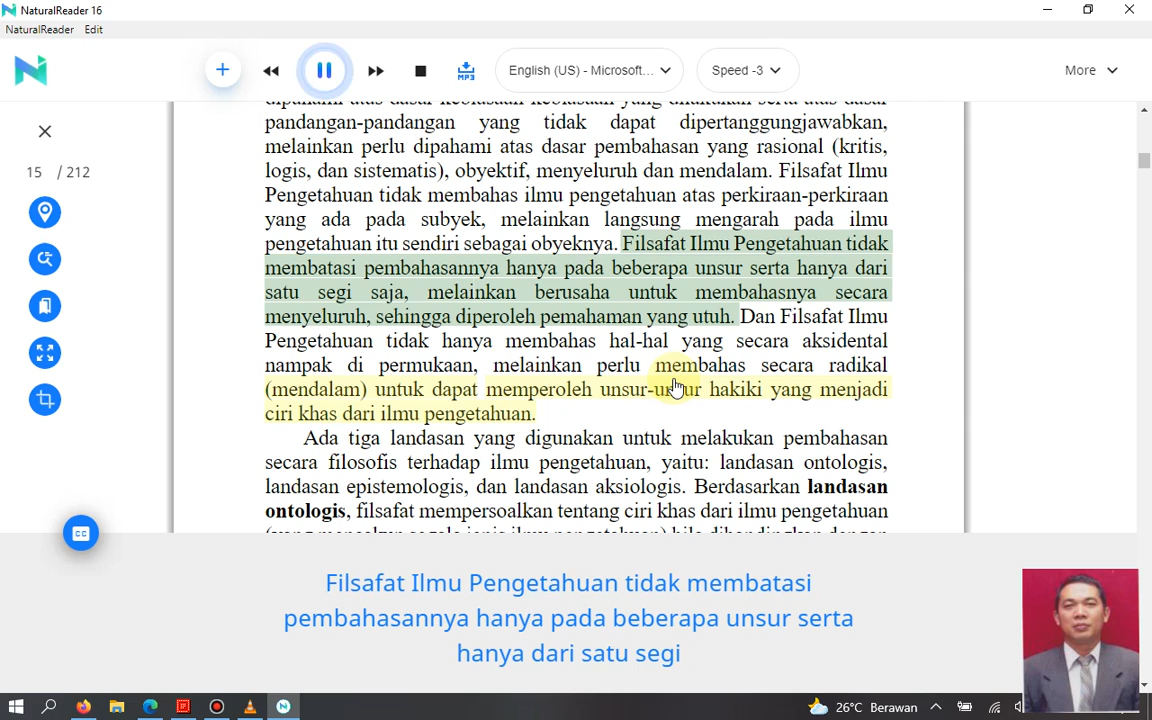 NaturalReader 16
NaturalReader Edit
MP3
English (US) - Microsoft...
Speed -3
More
15 / 212
pandangan-pandangan yang tidak dapat dipertanggungjawabkan,
melainkan perlu dipahami atas dasar pembahasan yang rasional (kritis,
logis, dan sistematis), obyektif, menyeluruh dan mendalam. Filsafat Ilmu
Pengetahuan tidak membahas ilmu pengetahuan atas perkiraan-perkiraan
yang ada pada subyek, melainkan langsung mengarah pada ilmu
pengetahuan itu sendiri sebagai obyeknya. Filsafat Ilmu Pengetahuan tidak
membatasi pembahasannya hanya pada beberapa unsur serta hanya dari
satu segi saja, melainkan berusaha untuk membahasnya secara
menyeluruh, sehingga diperoleh pemahaman yang utuh. Dan Filsafat Ilmu
Pengetahuan tidak hanya membahas hal-hal yang secara aksidental
nampak di permukaan, melainkan perlu membahas secara radikal
(mendalam) untuk dapat memperoleh unsur-unsur hakiki yang menjadi
ciri khas dari ilmu pengetahuan.
Ada tiga landasan yang digunakan untuk melakukan pembahasan
secara filosofis terhadap ilmu pengetahuan, yaitu: landasan ontologis,
landasan epistemologis, dan landasan aksiologis. Berdasarkan landasan
ontologis, filsafat mempersoalkan tentang ciri khas dari ilmu pengetahuan
CC
Filsafat Ilmu Pengetahuan tidak membatasi
pembahasannya hanya pada beberapa unsur serta
hanya dari satu segi
26°C Berawan